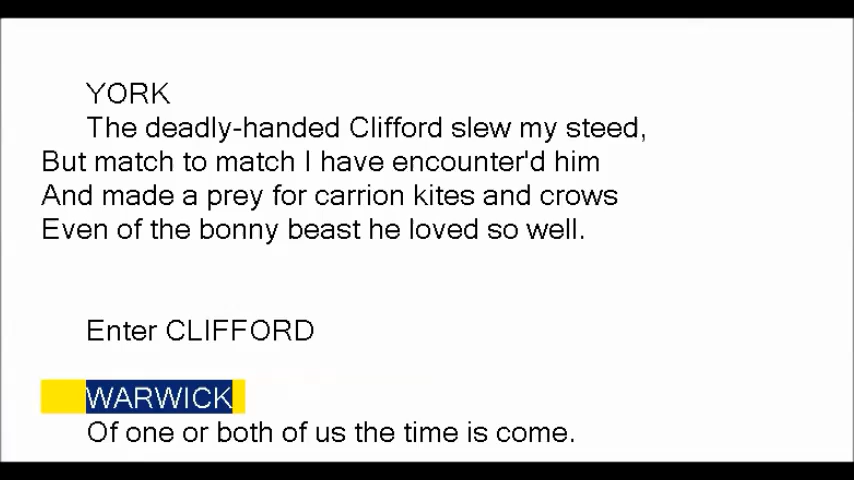 YORK
The deadly-handed Clifford slew my steed,
But match to match I have encounter'd him
And made a prey for carrion kites and crows
Even of the bonny beast he loved so well.
Enter CLIFFORD
WARWICK
Of one or both of us the time is come.